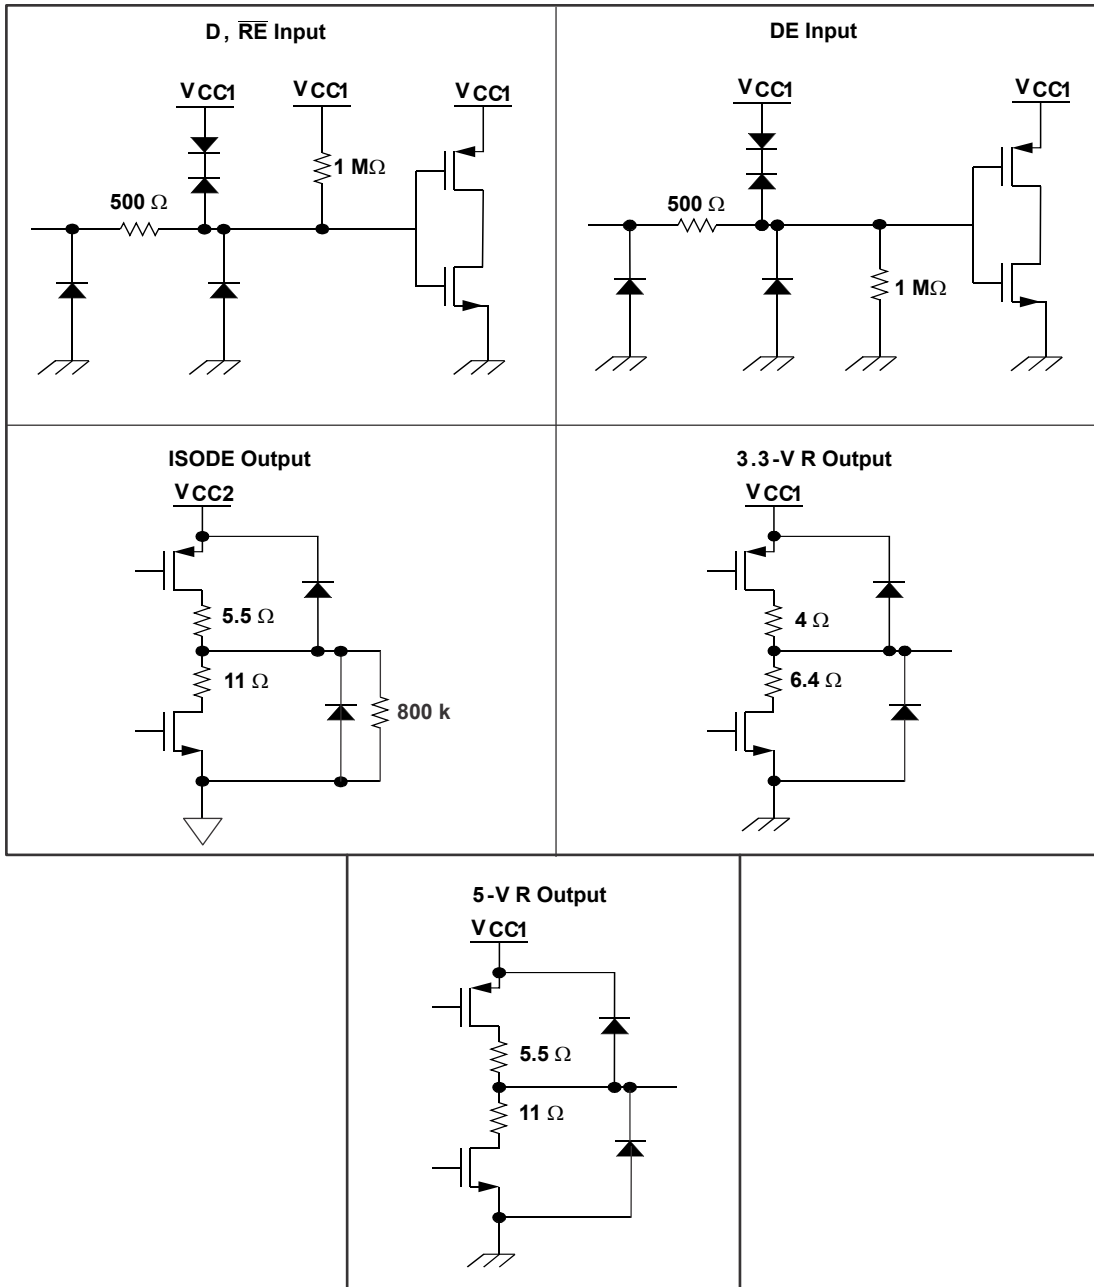 D, R̅E̅ Input
VCC1
VCC1
VCC1
1 MΩ
500 Ω
DE Input
VCC1
VCC1
500 Ω
1 MΩ
ISODE Output
VCC2
5.5 Ω
11 Ω
800 k
3.3-V R Output
VCC1
4 Ω
6.4 Ω
5-V R Output
VCC1
5.5 Ω
11 Ω